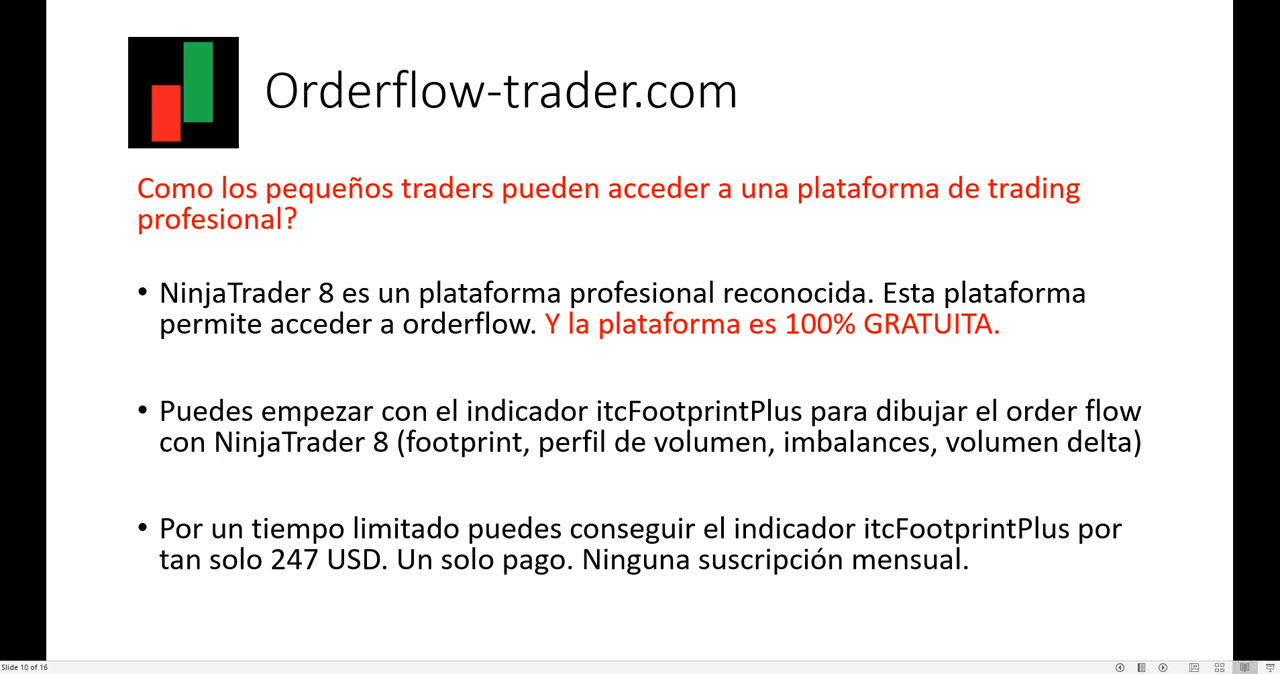 Orderflow-trader.com
Como los pequeños traders pueden acceder a una plataforma de trading
profesional?
• NinjaTrader 8 es un plataforma profesional reconocida. Esta plataforma
permite acceder a orderflow. Y la plataforma es 100% GRATUITA.
• Puedes empezar con el indicador itcFootprintPlus para dibujar el order flow
con NinjaTrader 8 (footprint, perfil de volumen, imbalances, volumen delta)
• Por un tiempo limitado puedes conseguir el indicador itcFootprintPlus por
tan solo 247 USD. Un solo pago. Ninguna suscripción mensual.
Slide 10 of 16